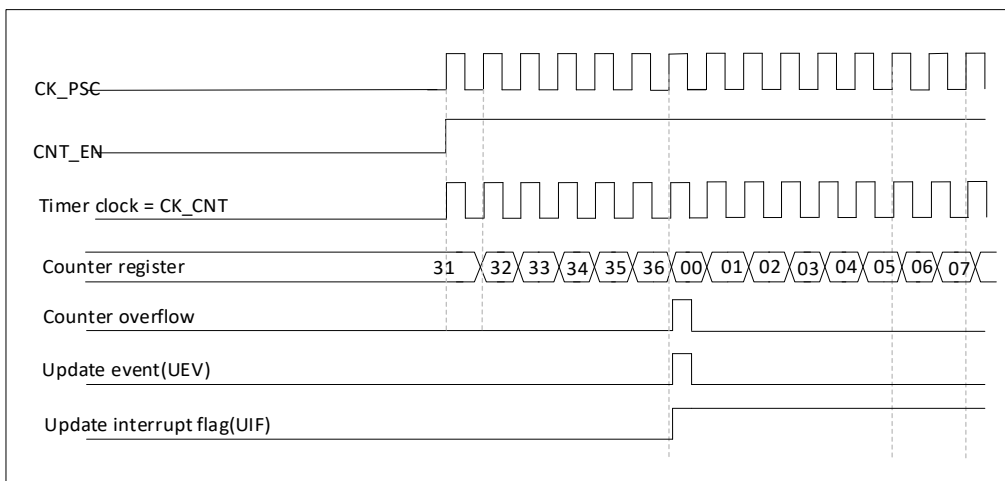 CK_PSC
CNT_EN
Timer clock = CK_CNT
Counter register 31 32 33 34 35 36 00 01 02 03 04 05 06 07
Counter overflow
Update event(UEV)
Update interrupt flag(UIF)